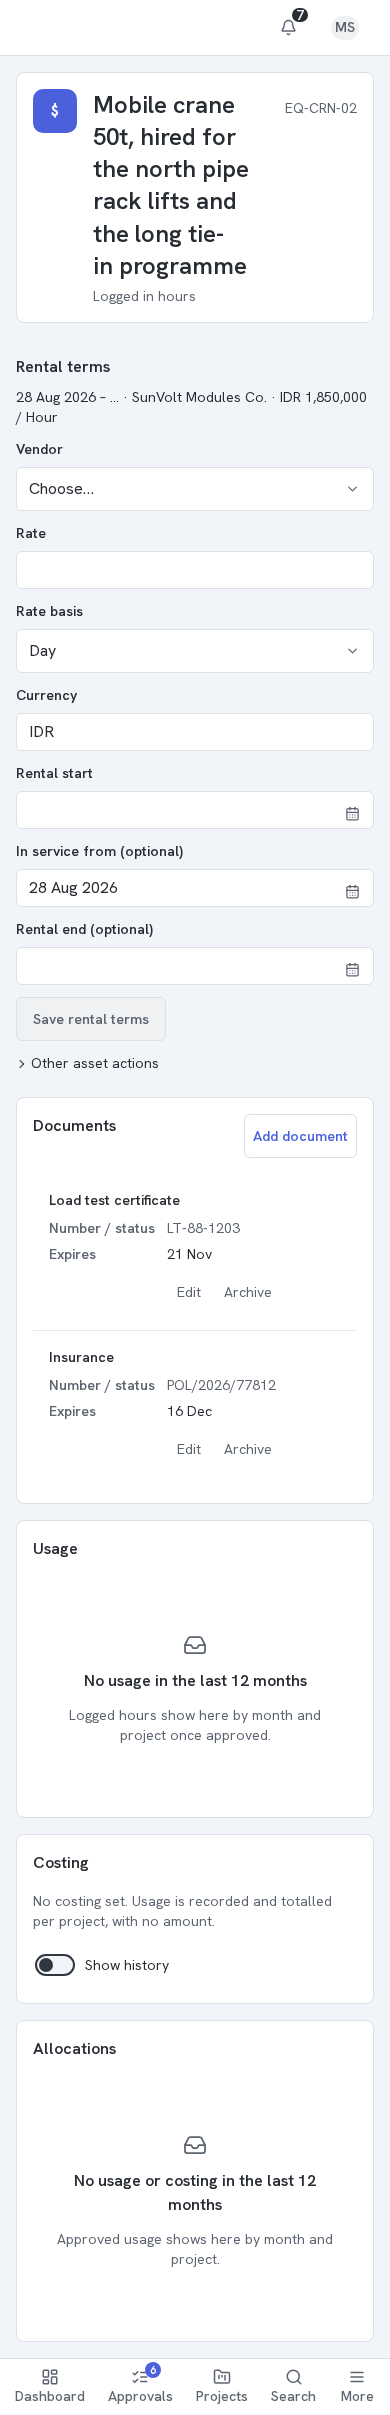 7
MS
$
Mobile crane
50t, hired for
the north pipe
rack lifts and
the long tie-
in programme
EQ-CRN-02
Logged in hours
Rental terms
28 Aug 2026 – ... · SunVolt Modules Co. · IDR 1,850,000
/ Hour
Vendor
Choose...
Rate
Rate basis
Day
Currency
IDR
Rental start
In service from (optional)
28 Aug 2026
Rental end (optional)
Save rental terms
Other asset actions
Documents
Add document
Load test certificate
Number / status LT-88-1203
Expires 21 Nov
Edit Archive
Insurance
Number / status POL/2026/77812
Expires 16 Dec
Edit Archive
Usage
No usage in the last 12 months
Logged hours show here by month and
project once approved.
Costing
No costing set. Usage is recorded and totalled
per project, with no amount.
Show history
Allocations
No usage or costing in the last 12
months
Approved usage shows here by month and
project.
6
Dashboard Approvals Projects Search More